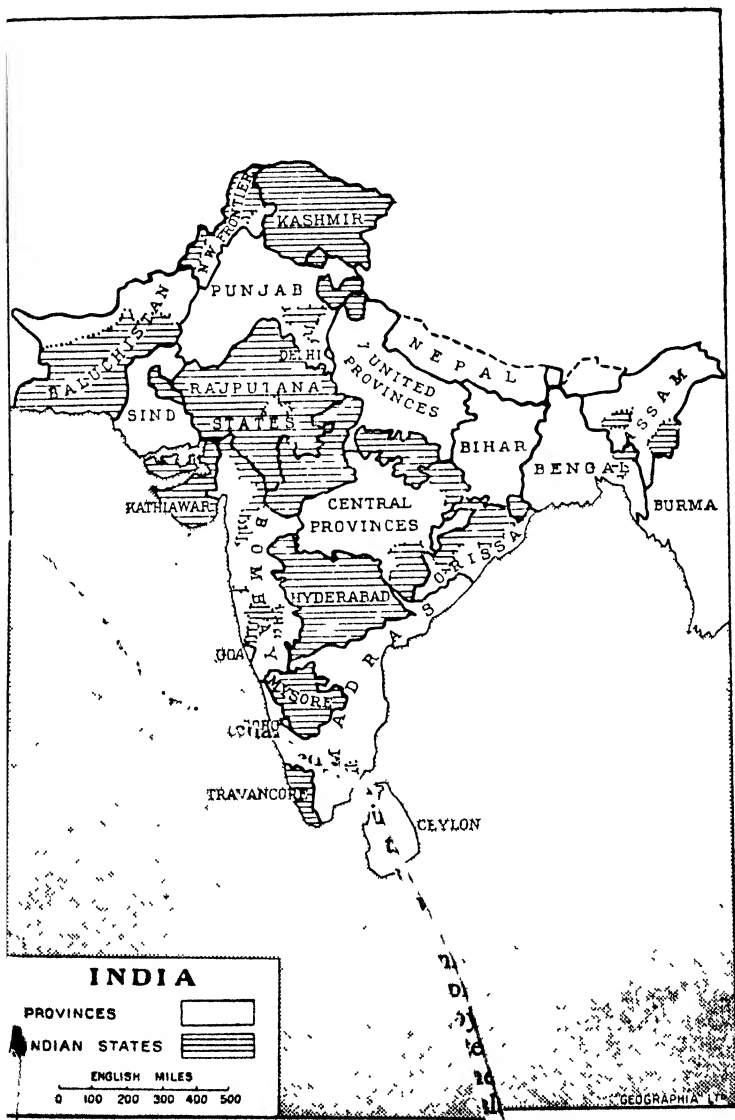 N W FRONTIER
KASHMIR
PUNJAB
BALUCHISTAN
DELHI
NEPAL
UNITED
PROVINCES
RAJPUTANA
STATES
SIND
ASSAM
BIHAR
BENGAL
BURMA
KATHIAWAR
CENTRAL
PROVINCES
ORISSA
BOMBAY
HYDERABAD
MADRAS
MYSORE
TRAVANCORE
CEYLON
INDIA
PROVINCES
INDIAN STATES
ENGLISH MILES
0 100 200 300 400 500
GEOGRAPHIA LTD